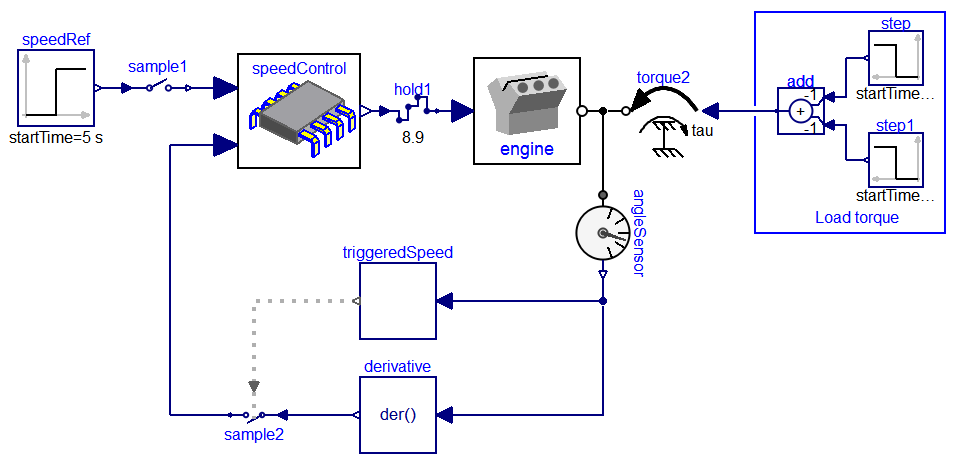 speedRef
startTime=5 s
sample1
speedControl
hold1
8.9
engine
torque2
tau
step
startTime...
add
-1
+
-1
step1
startTime...
Load torque
angleSensor
triggeredSpeed
derivative
der()
sample2